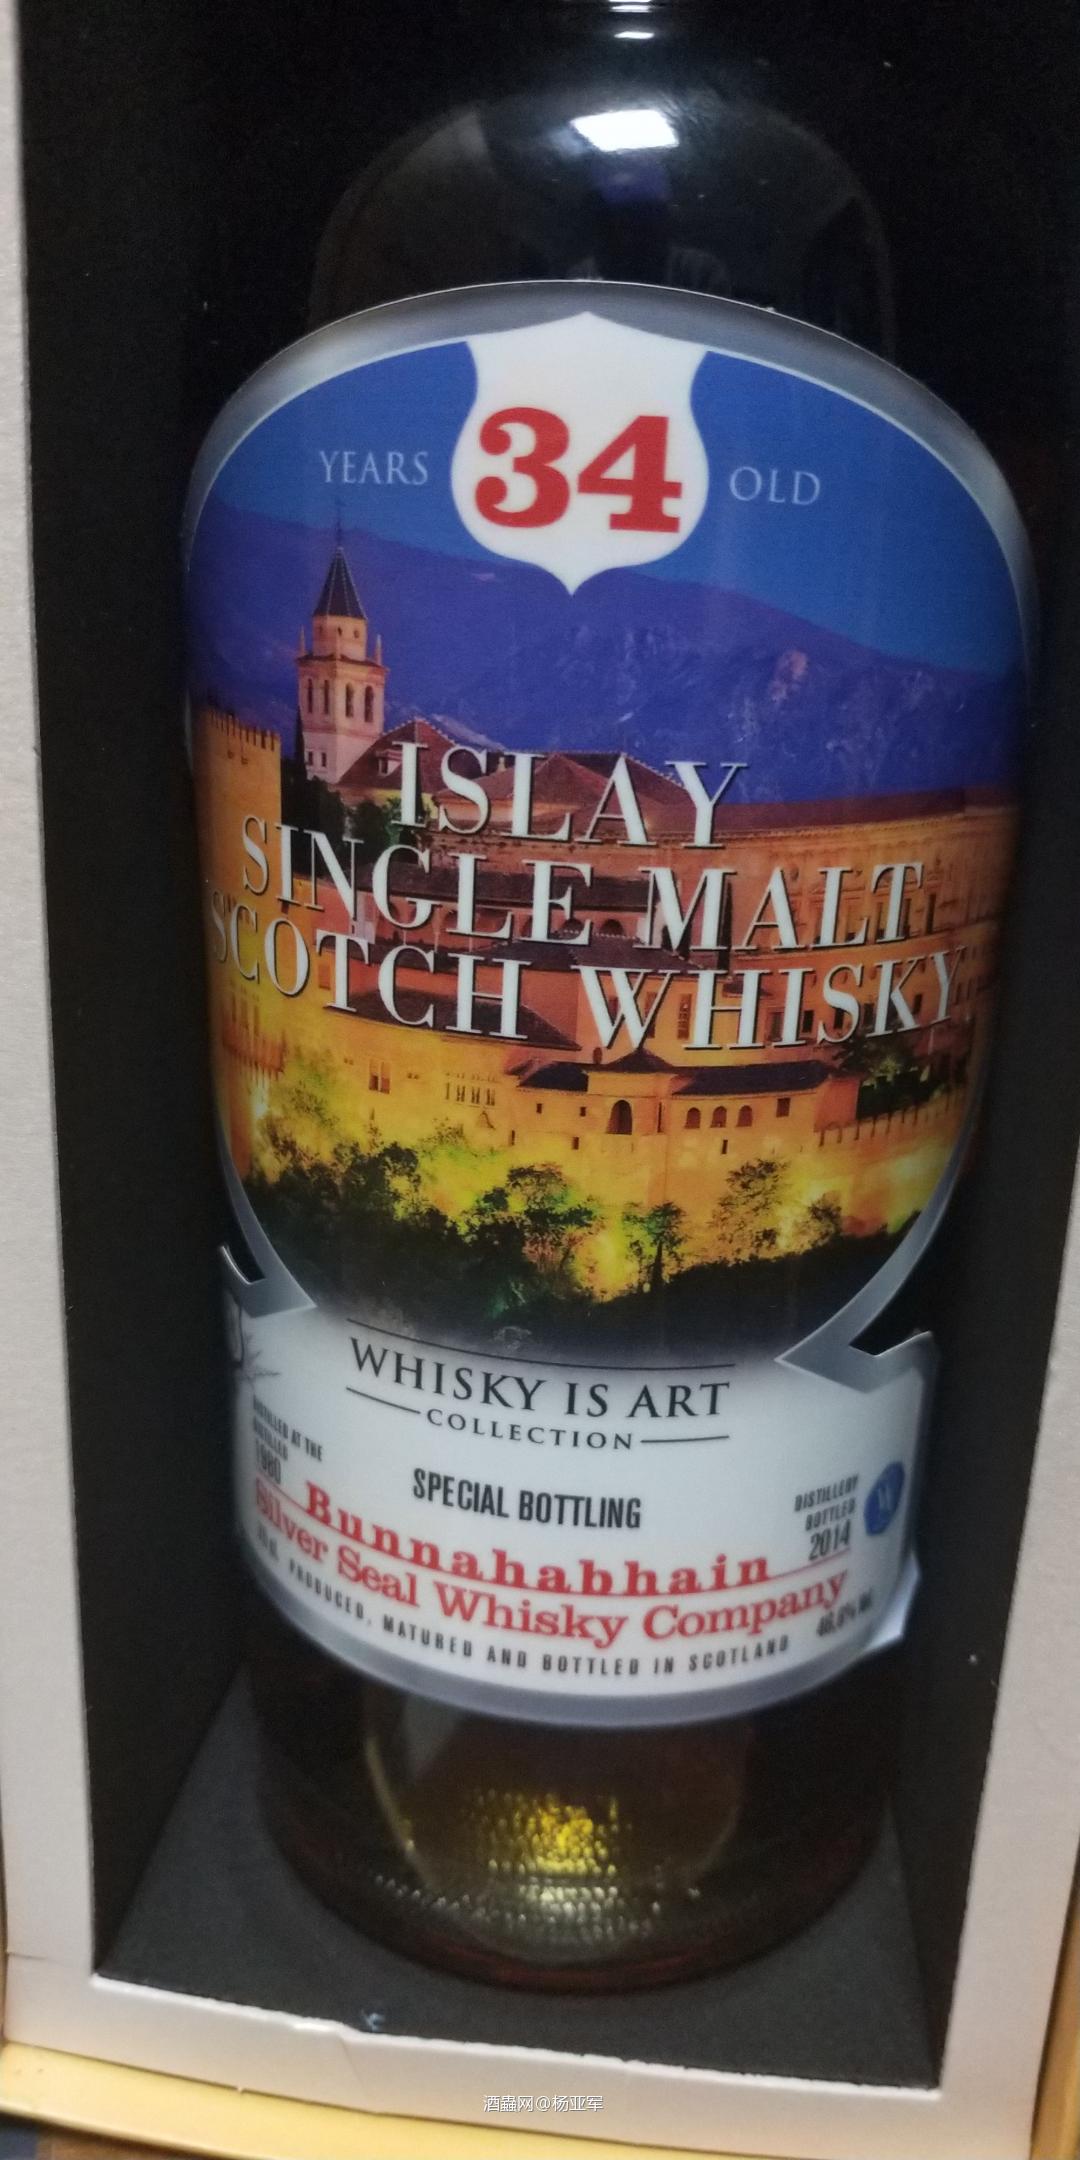 YEARS 34 OLD
ISLAY
SINGLE MALT
SCOTCH WHISKY
WHISKY IS ART
COLLECTION
DISTILLED AT THE
DISTILLERY
1980
BOTTLED
SPECIAL BOTTLING
2014
Bunnahabhain
Silver Seal Whisky Company
PRODUCED, MATURED AND BOTTLED IN SCOTLAND
酒蟲网@杨亚军